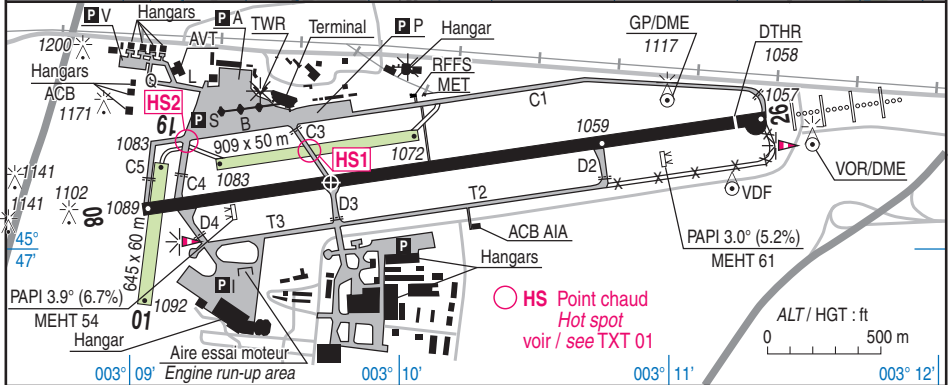 P V
Hangars
P A
TWR
Terminal
P P
Hangar
GP/DME
1117
DTHR
1058
1200
AVT
RFFS
MET
Hangars
ACB
1171
Q
L
HS2
19
P
S
B
C3
C1
1057
26
1083
909 x 50 m
HS1
1072
1059
C5
C4
1083
D2
VOR/DME
1141
1141
1102
1089
08
D4
T3
D3
T2
VDF
645 x 60 m
ACB AIA
PAPI 3.0° (5.2%)
MEHT 61
45°
47'
P
Hangars
P I
PAPI 3.9° (6.7%)
MEHT 54
1092
01
Hangar
Aire essai moteur
Engine run-up area
HS Point chaud
Hot spot
voir / see TXT 01
ALT / HGT : ft
0 500 m
003° 09'
003° 10'
003° 11'
003° 12'